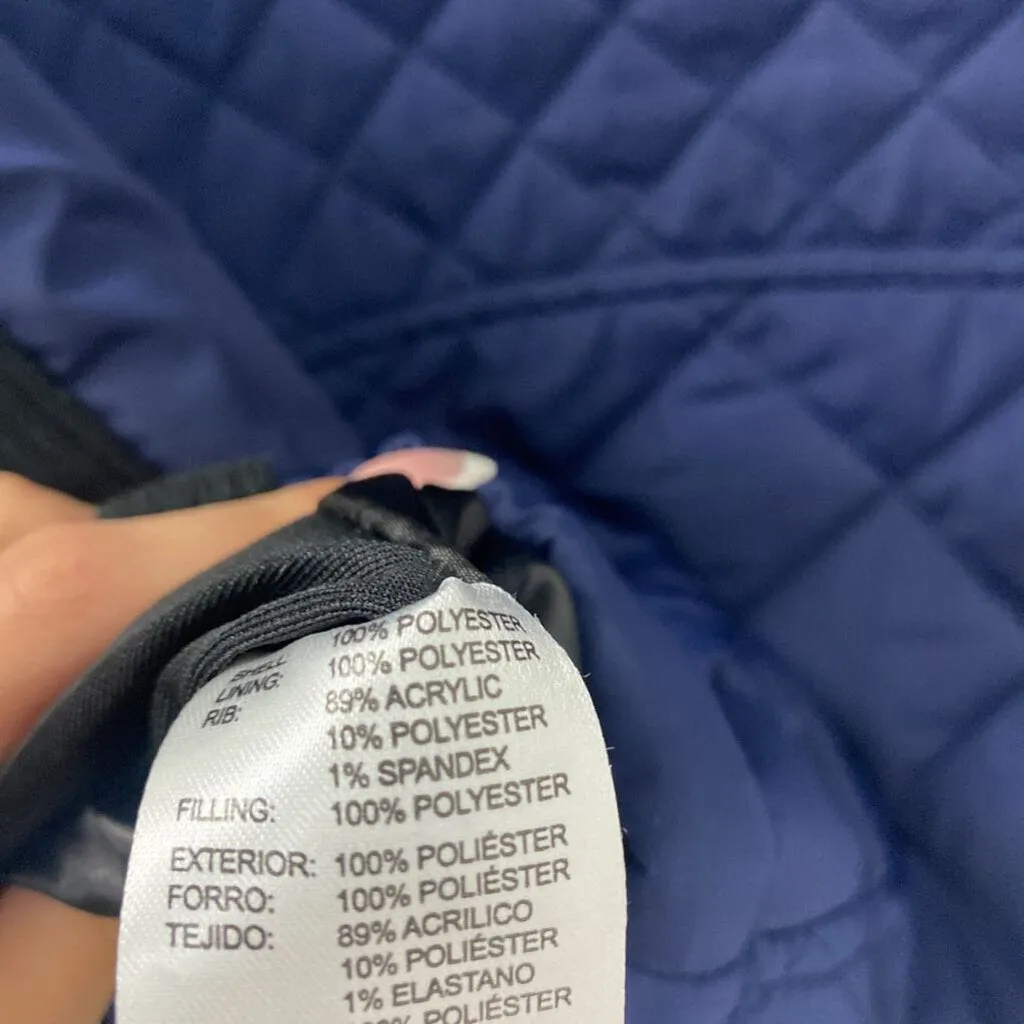 SHELL 100% POLYESTER
LINING: 100% POLYESTER
RIB: 89% ACRYLIC
10% POLYESTER
1% SPANDEX
FILLING: 100% POLYESTER
EXTERIOR: 100% POLIÉSTER
FORRO: 100% POLIÉSTER
TEJIDO: 89% ACRILICO
10% POLIÉSTER
1% ELASTANO
POLIÉSTER